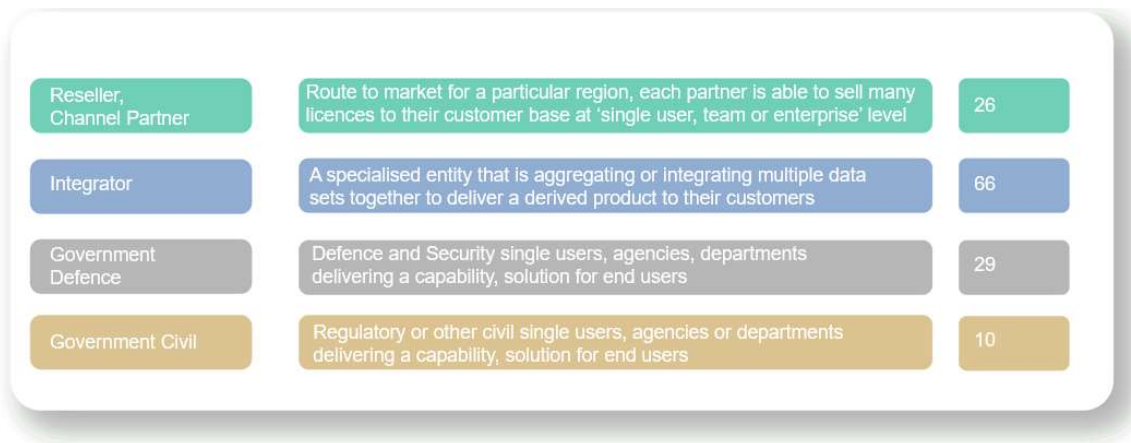 Reseller,
Channel Partner
Route to market for a particular region, each partner is able to sell many
licences to their customer base at ‘single user, team or enterprise’ level
26
Integrator
A specialised entity that is aggregating or integrating multiple data
sets together to deliver a derived product to their customers
66
Government
Defence
Defence and Security single users, agencies, departments
delivering a capability, solution for end users
29
Government Civil
Regulatory or other civil single users, agencies or departments
delivering a capability, solution for end users
10